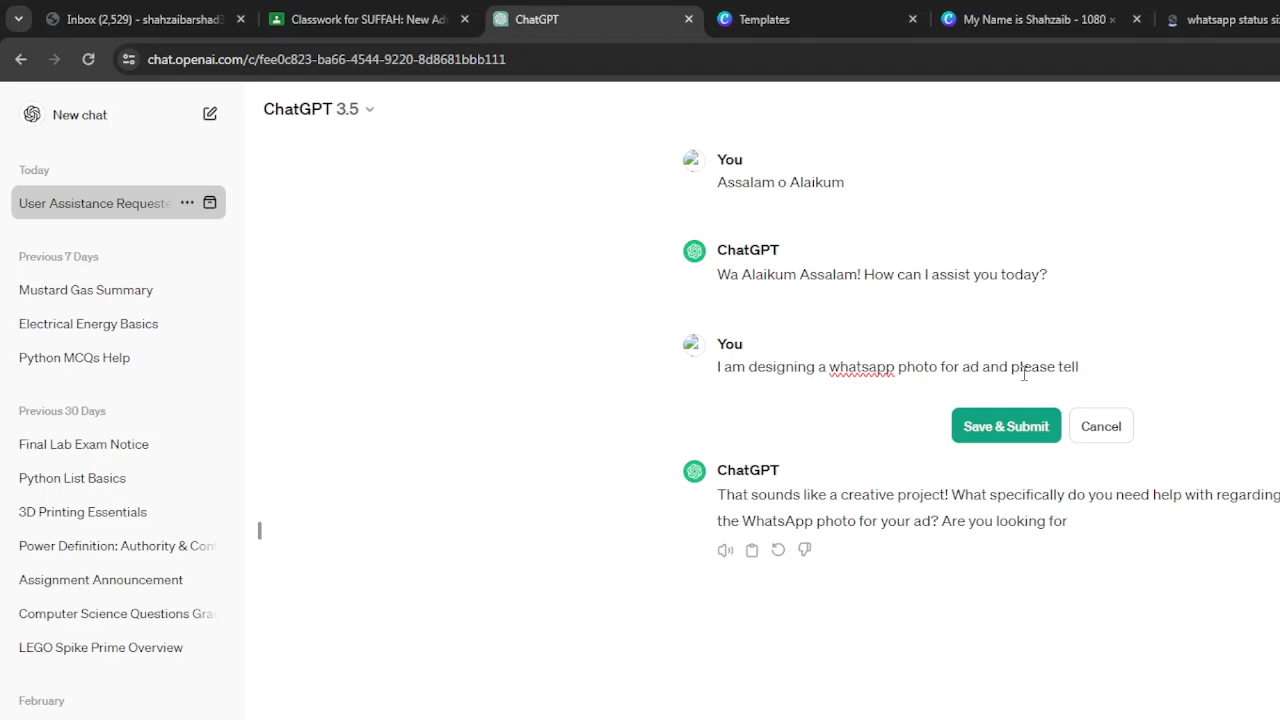 Inbox (2,529) - shahzaibarshad3
Classwork for SUFFAH: New Ad
ChatGPT
Templates
My Name is Shahzaib - 1080 ×
whatsapp status si
chat.openai.com/c/fee0c823-ba66-4544-9220-8d8681bbb111
New chat
ChatGPT 3.5
Today
User Assistance Requeste
Previous 7 Days
Mustard Gas Summary
Electrical Energy Basics
Python MCQs Help
Previous 30 Days
Final Lab Exam Notice
Python List Basics
3D Printing Essentials
Power Definition: Authority & Con
Assignment Announcement
Computer Science Questions Gra
LEGO Spike Prime Overview
February
You
Assalam o Alaikum
ChatGPT
Wa Alaikum Assalam! How can I assist you today?
You
I am designing a whatsapp photo for ad and please tell
Save & Submit
Cancel
ChatGPT
That sounds like a creative project! What specifically do you need help with regarding
the WhatsApp photo for your ad? Are you looking for